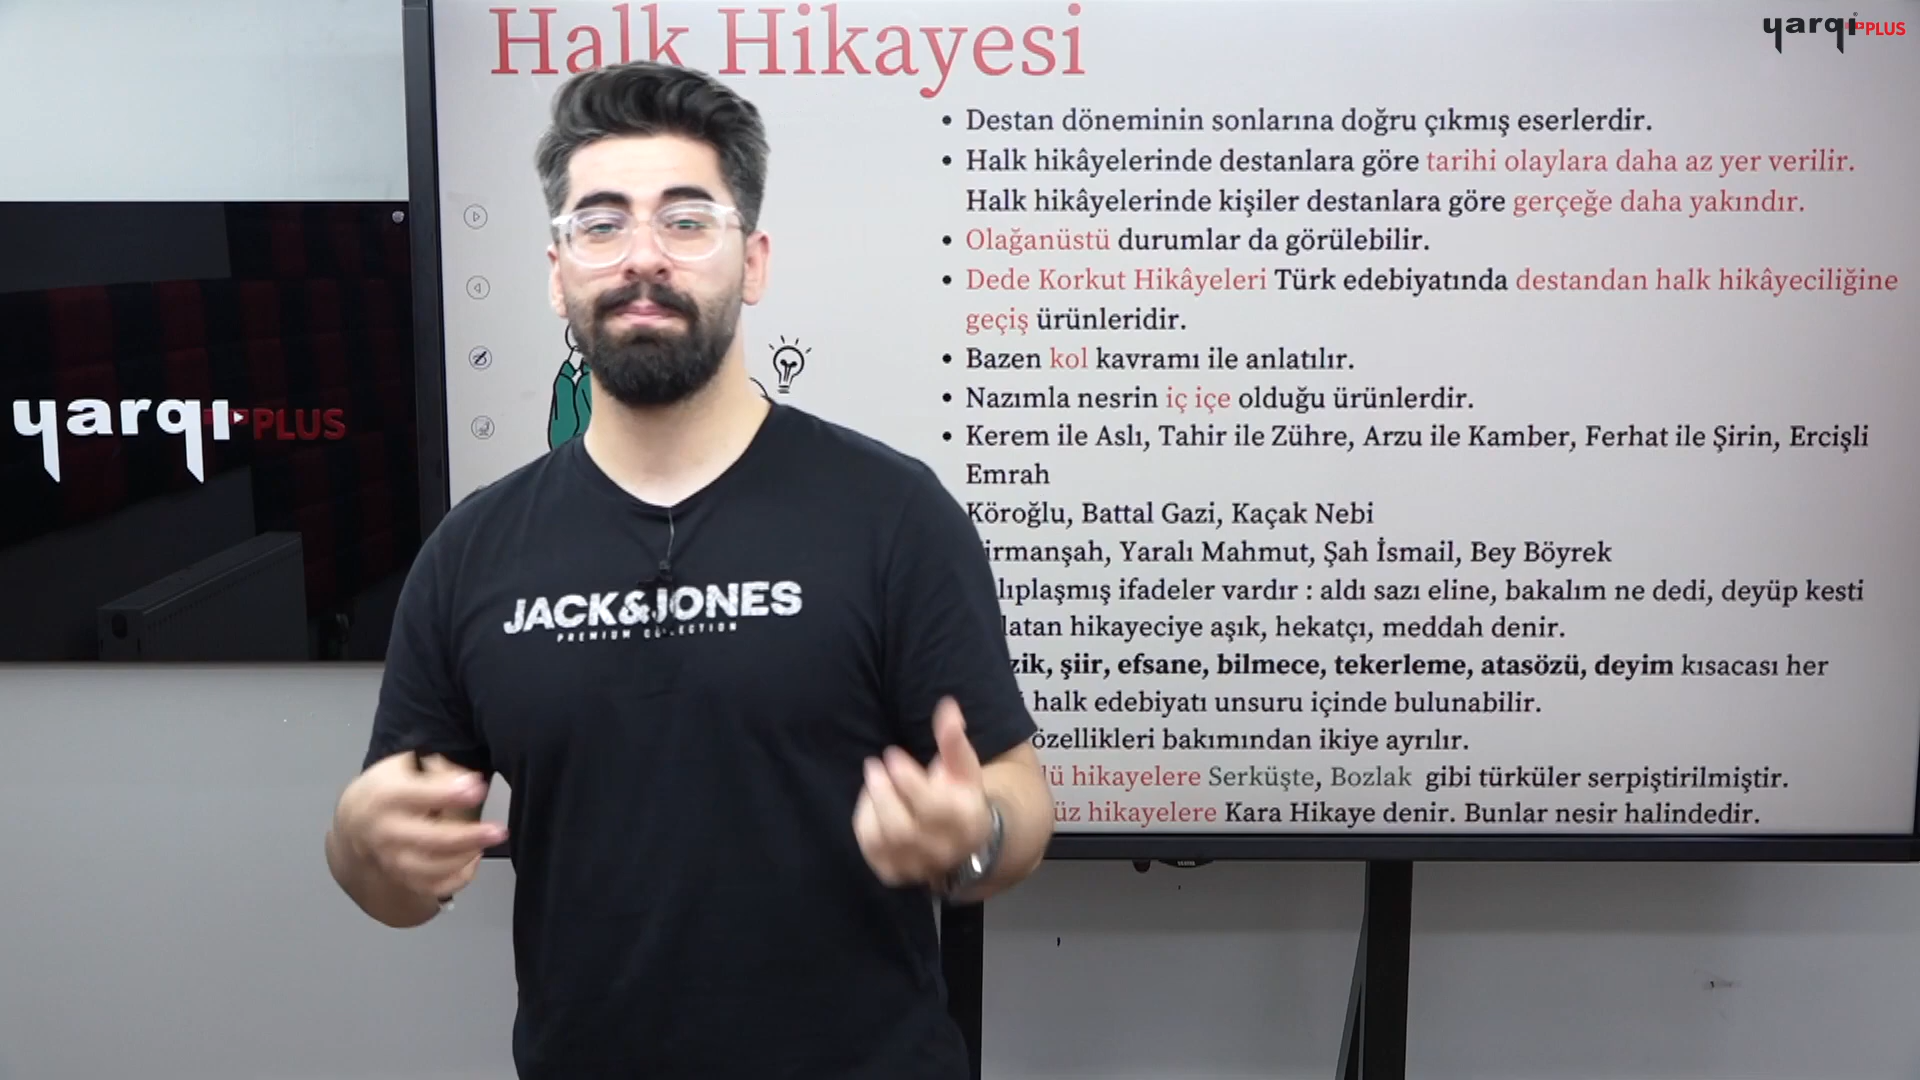 Halk Hikayesi
yarqı PLUS
• Destan döneminin sonlarına doğru çıkmış eserlerdir.
• Halk hikâyelerinde destanlara göre tarihi olaylara daha az yer verilir.
Halk hikâyelerinde kişiler destanlara göre gerçeğe daha yakındır.
• Olağanüstü durumlar da görülebilir.
• Dede Korkut Hikâyeleri Türk edebiyatında destandan halk hikâyeciliğine
geçiş ürünleridir.
• Bazen kol kavramı ile anlatılır.
• Nazımla nesrin iç içe olduğu ürünlerdir.
• Kerem ile Aslı, Tahir ile Zühre, Arzu ile Kamber, Ferhat ile Şirin, Ercişli
Emrah
Köroğlu, Battal Gazi, Kaçak Nebi
Yaralı Mahmut, Şah İsmail, Bey Böyrek
ifadeler vardır : aldı sazı eline, bakalım ne dedi, deyüp kesti
hikayeciye aşık, hekatçı, meddah denir.
şiir, efsane, bilmece, tekerleme, atasözü, deyim kısacası her
halk edebiyatı unsuru içinde bulunabilir.
özellikleri bakımından ikiye ayrılır.
hikayelere Serküşte, Bozlak gibi türküler serpiştirilmiştir.
hikayelere Kara Hikaye denir. Bunlar nesir halindedir.
yarqı PLUS
JACK&JONES
PREMIUM COLLECTION